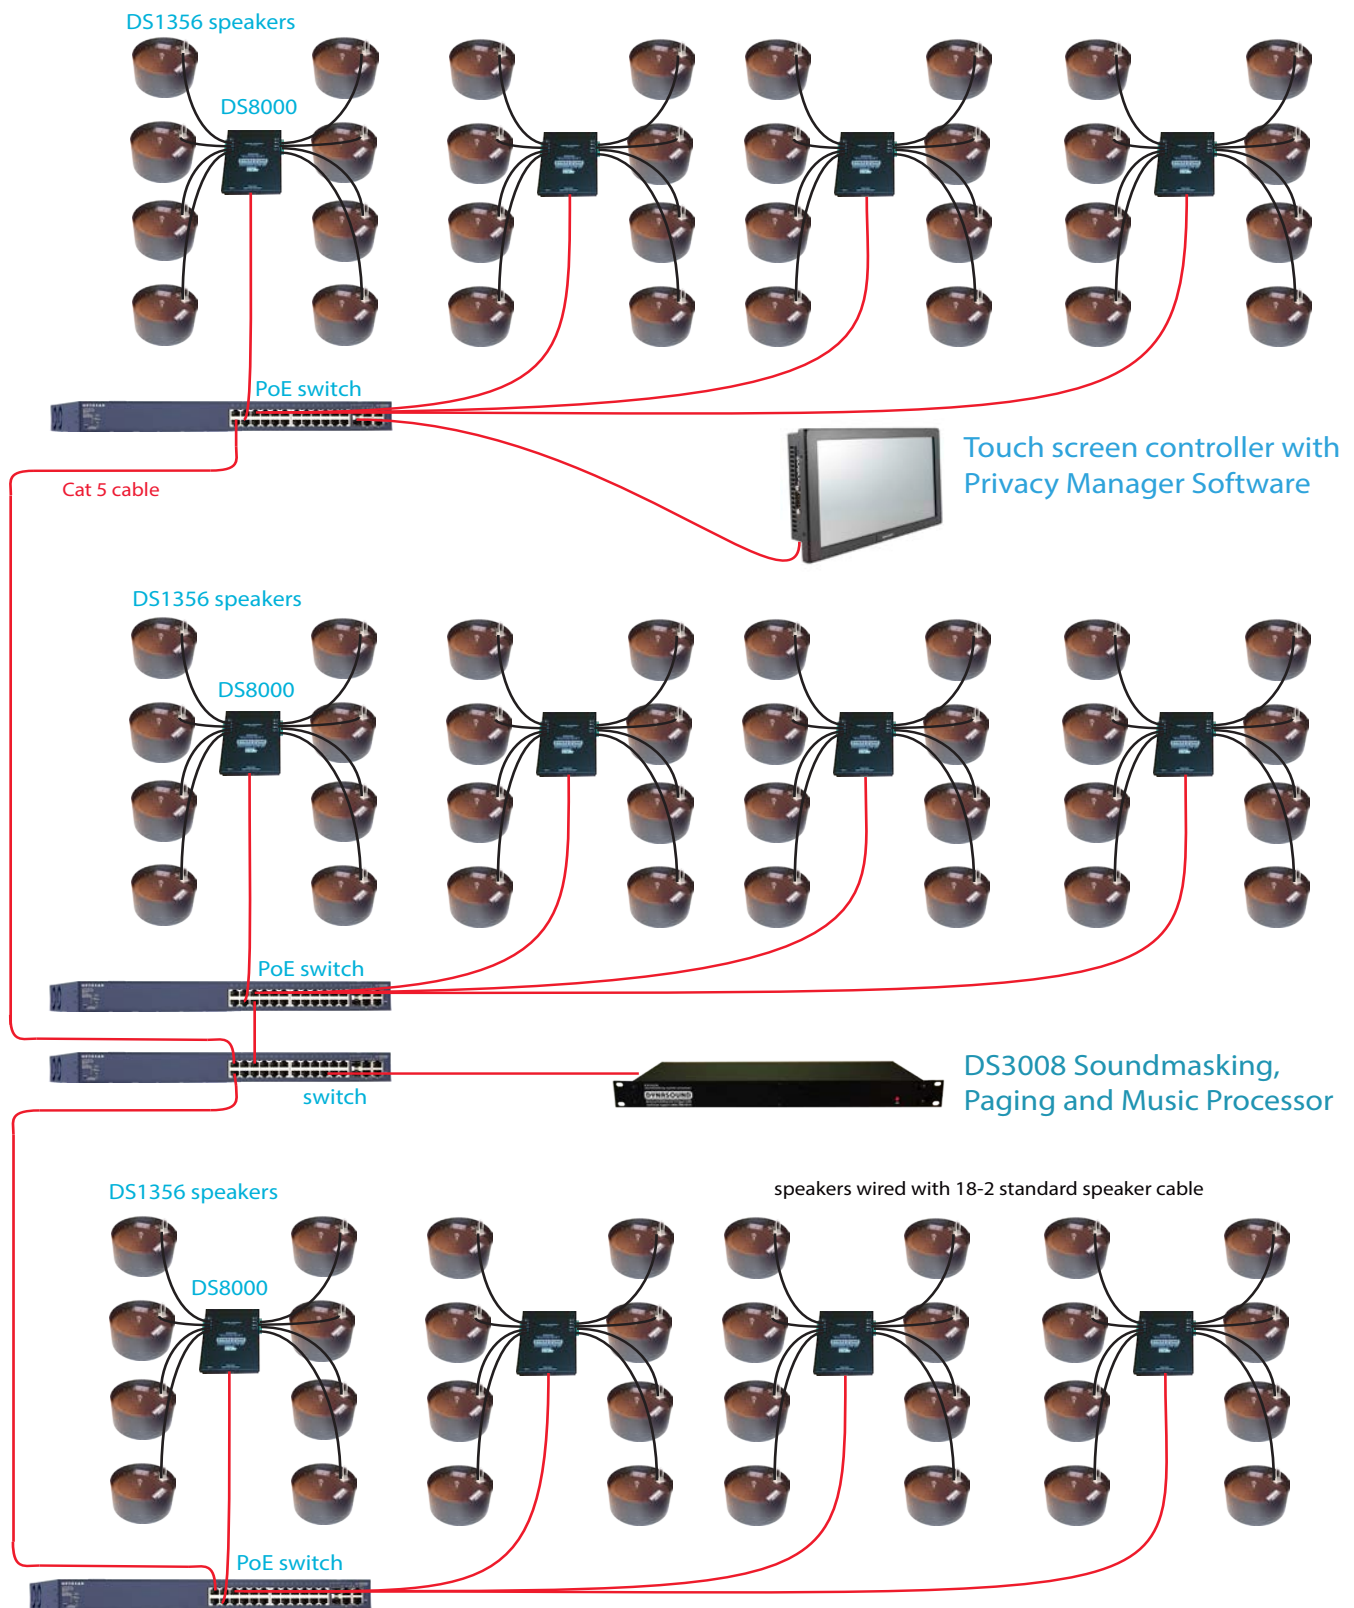 DS1356 speakers
DS8000
PoE switch
Cat 5 cable
Touch screen controller with
Privacy Manager Software
DS1356 speakers
DS8000
PoE switch
switch
DS3008 Soundmasking,
Paging and Music Processor
DYNASOUND
DS1356 speakers
speakers wired with 18-2 standard speaker cable
DS8000
PoE switch